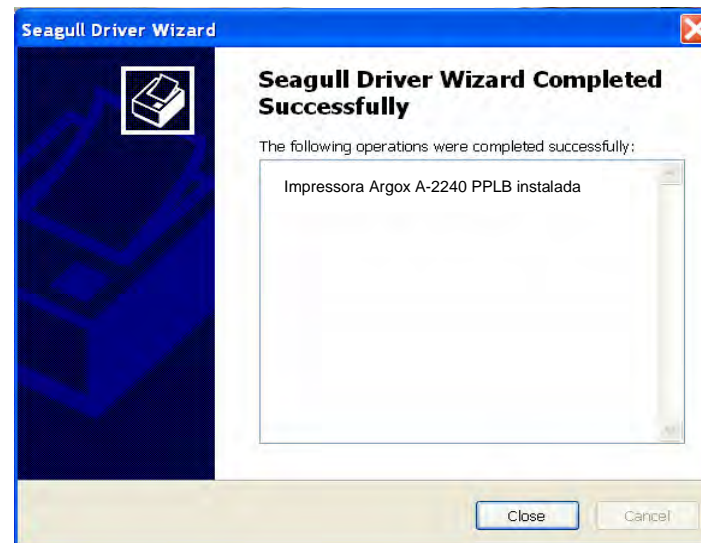 Seagull Driver Wizard
Seagull Driver Wizard Completed
Successfully
The following operations were completed successfully:
Impressora Argox A-2240 PPLB instalada
Close
Cancel